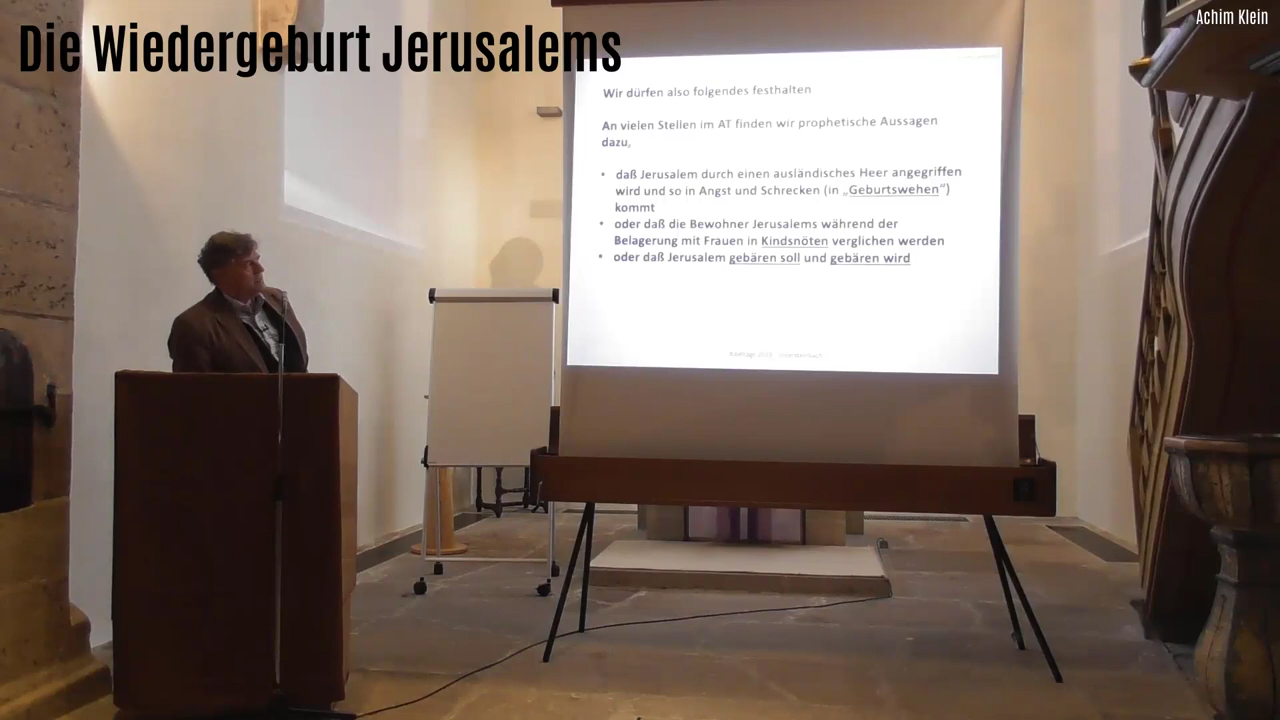 Die Wiedergeburt Jerusalems
Achim Klein
Wir dürfen also folgendes festhalten
An vielen Stellen im AT finden wir prophetische Aussagen
dazu,
• daß Jerusalem durch einen ausländisches Heer angegriffen
wird und so in Angst und Schrecken (in „Geburtswehen“)
kommt
• oder daß die Bewohner Jerusalems während der
Belagerung mit Frauen in Kindsnöten verglichen werden
• oder daß Jerusalem gebären soll und gebären wird